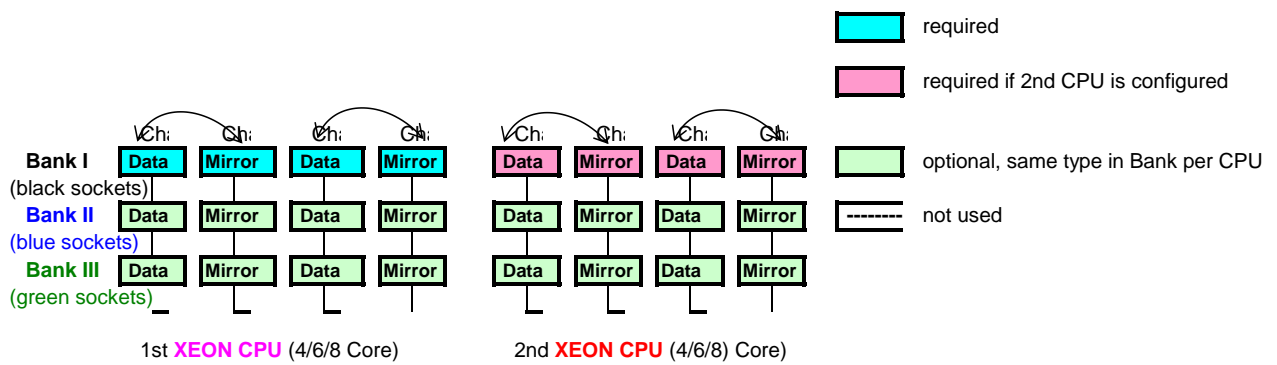 required
required if 2nd CPU is configured
Bank I Data Mirror Data Mirror Data Mirror Data Mirror optional, same type in Bank per CPU
(black sockets)
Bank II Data Mirror Data Mirror Data Mirror Data Mirror -------- not used
(blue sockets)
Bank III Data Mirror Data Mirror Data Mirror Data Mirror
(green sockets)
1st XEON CPU (4/6/8 Core) 2nd XEON CPU (4/6/8) Core)